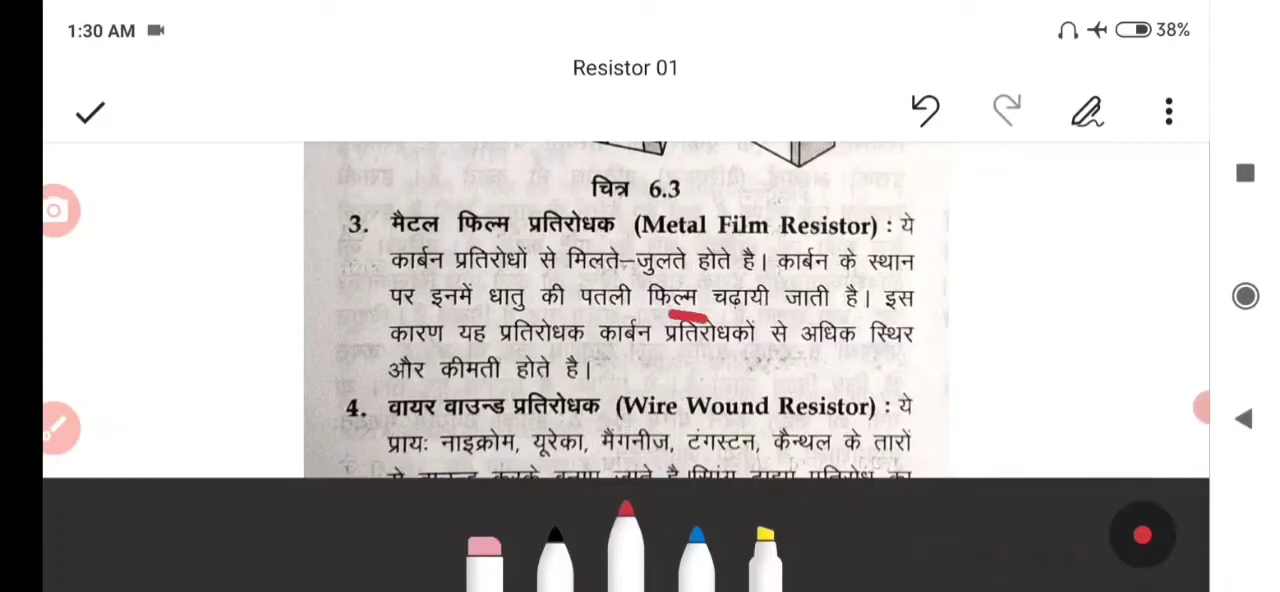 1:30 AM
38%
Resistor 01
चित्र 6.3
3. मैटल फिल्म प्रतिरोधक (Metal Film Resistor) : ये
कार्बन प्रतिरोधों से मिलते-जुलते होते है। कार्बन के स्थान
पर इनमें धातु की पतली फिल्म चढ़ायी जाती है। इस
कारण यह प्रतिरोधक कार्बन प्रतिरोधकों से अधिक स्थिर
और कीमती होते है।
4. वायर वाउन्ड प्रतिरोधक (Wire Wound Resistor) : ये
प्रायः नाइक्रोम, यूरेका, मैंगनीज, टंगस्टन, कैन्थल के तारों